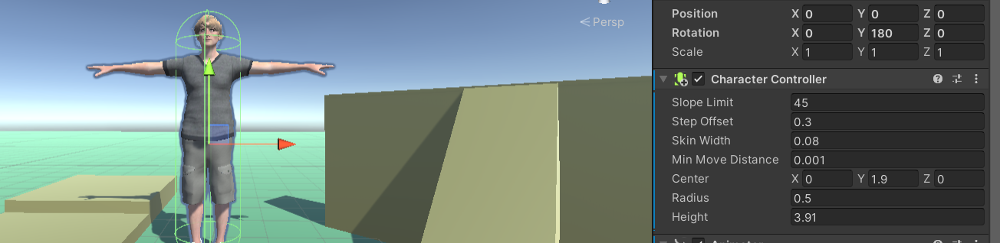 Persp
Position X 0 Y 0 Z 0
Rotation X 0 Y 180 Z 0
Scale X 1 Y 1 Z 1
Character Controller
Slope Limit 45
Step Offset 0.3
Skin Width 0.08
Min Move Distance 0.001
Center X 0 Y 1.9 Z 0
Radius 0.5
Height 3.91